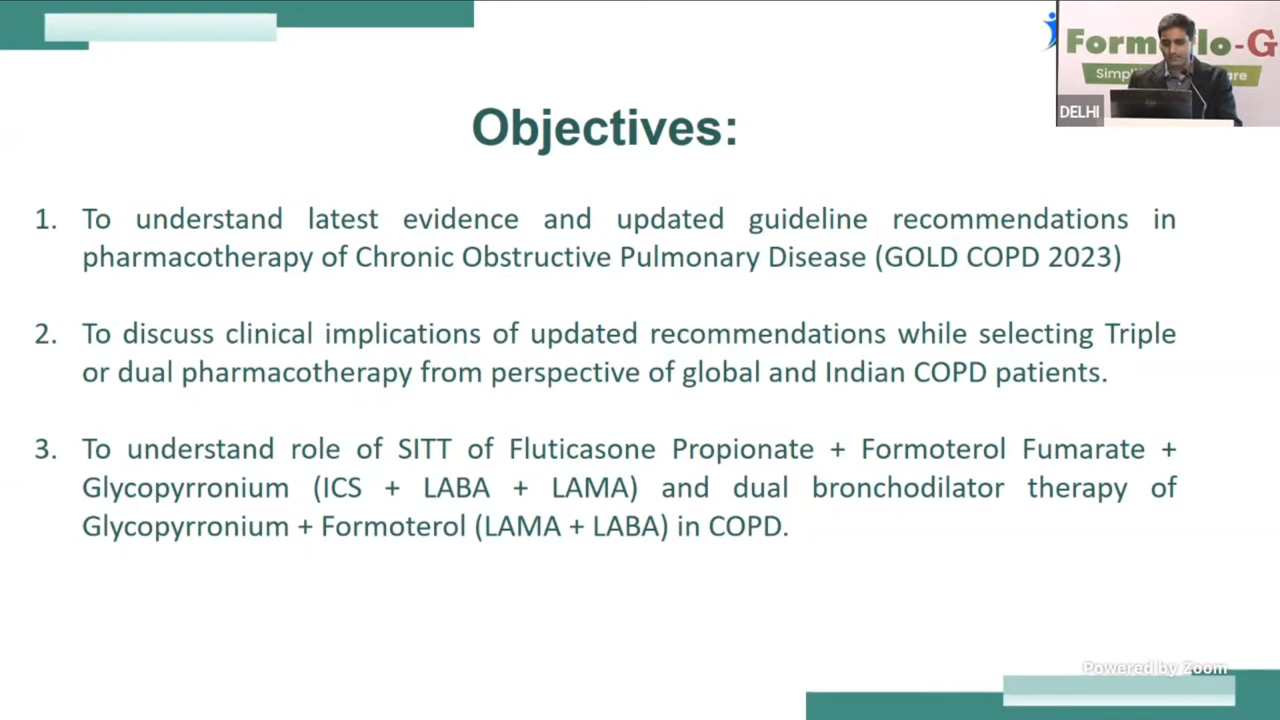 Objectives:
1. To understand latest evidence and updated guideline recommendations in
pharmacotherapy of Chronic Obstructive Pulmonary Disease (GOLD COPD 2023)
2. To discuss clinical implications of updated recommendations while selecting Triple
or dual pharmacotherapy from perspective of global and Indian COPD patients.
3. To understand role of SITT of Fluticasone Propionate + Formoterol Fumarate +
Glycopyrronium (ICS + LABA + LAMA) and dual bronchodilator therapy of
Glycopyrronium + Formoterol (LAMA + LABA) in COPD.
DELHI
Powered by Zoom